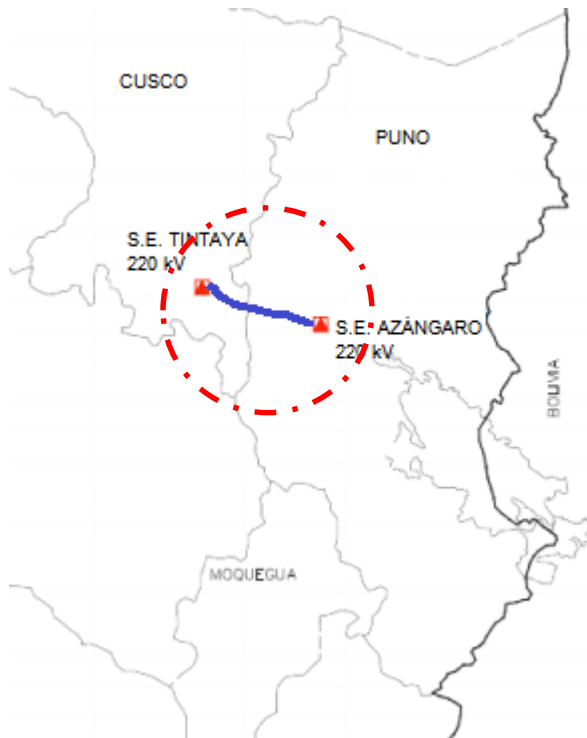 CUSCO
PUNO
S.E. TINTAYA
220 kV
S.E. AZÁNGARO
220 kV
BOLIVIA
MOQUEGUA